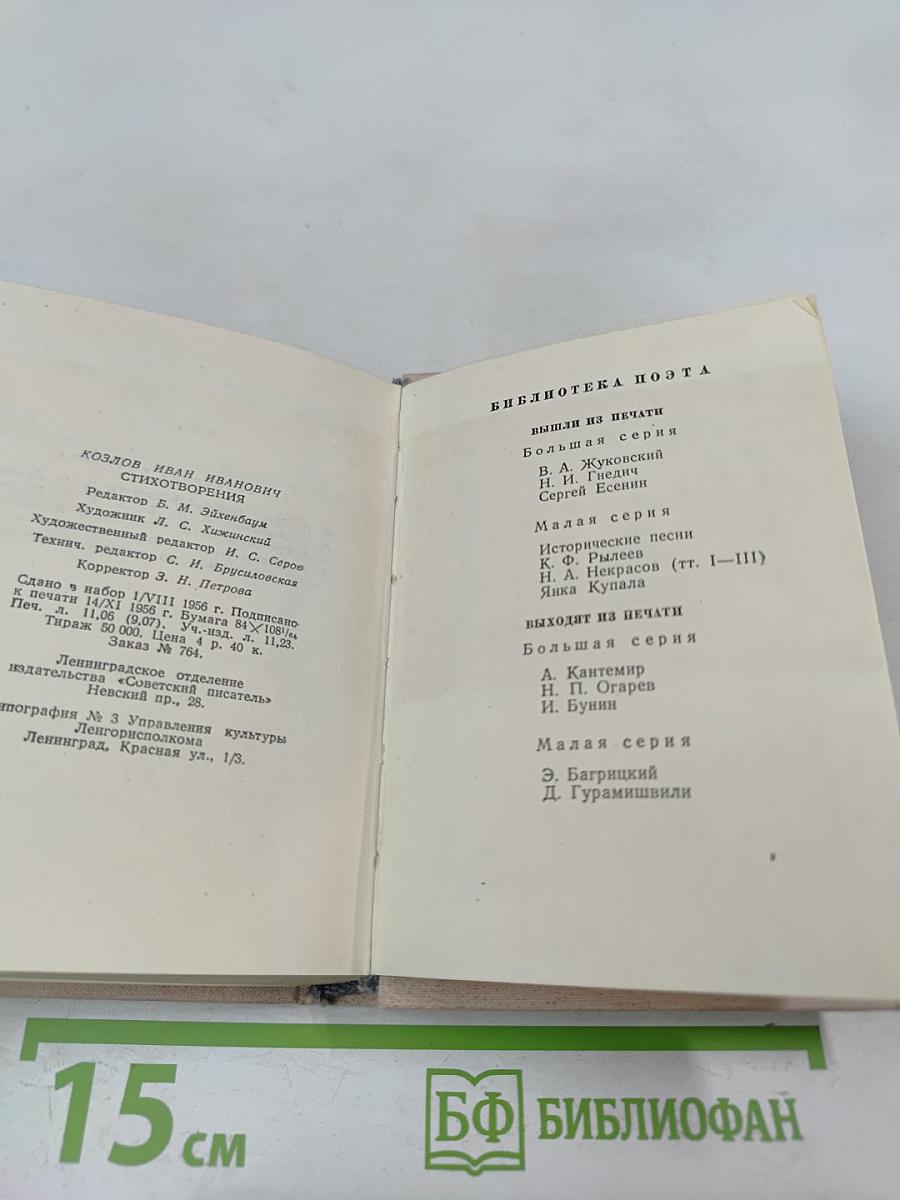 КОЗЛОВ ИВАН ИВАНОВИЧ
СТИХОТВОРЕНИЯ
Редактор Б. М. Эйхенбаум
Художник Л. С. Хижинский
Художественный редактор И. С. Серов
Технич. редактор С. И. Брусиловская
Корректор З. Н. Петрова
Сдано в набор 1/VIII 1956 г. Подписано
к печати 14/XI 1956 г. Бумага 84×108¹/₆₄
Печ. л. 11,06 (9,07). Уч.-изд. л. 11,23.
Тираж 50 000. Цена 4 р. 40 к.
Заказ № 764.
Ленинградское отделение
издательства «Советский писатель»
Невский пр., 28.
ипография № 3 Управления культуры
Ленгорисполкома
Ленинград, Красная ул., 1/3.
БИБЛИОТЕКА ПОЭТА
ВЫШЛИ ИЗ ПЕЧАТИ
Большая серия
В. А. Жуковский
Н. И. Гнедич
Сергей Есенин
Малая серия
Исторические песни
К. Ф. Рылеев
Н. А. Некрасов (тт. I—III)
Янка Купала
ВЫХОДЯТ ИЗ ПЕЧАТИ
Большая серия
А. Кантемир
Н. П. Огарев
И. Бунин
Малая серия
Э. Багрицкий
Д. Гурамишвили
15 см
БФ БИБЛИОФАН